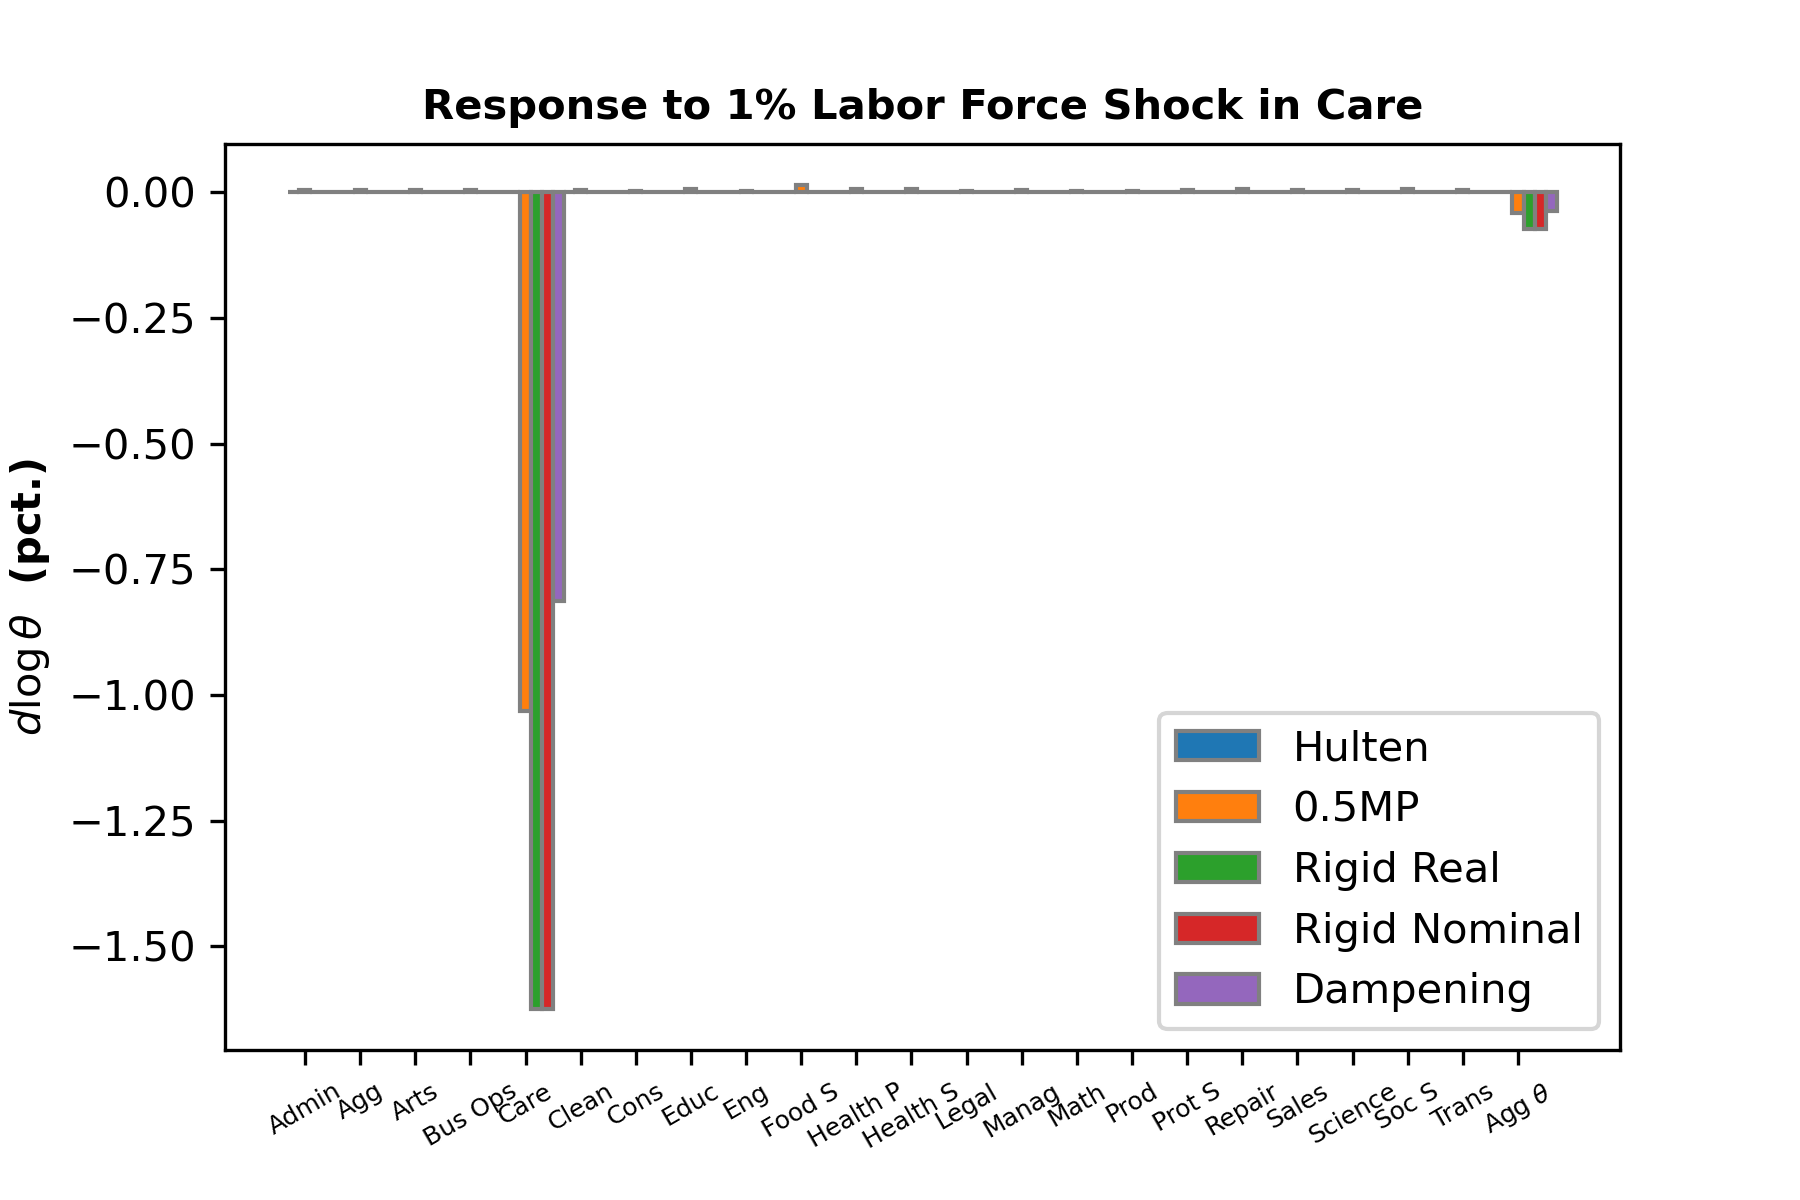 Response to 1% Labor Force Shock in Care
d log θ (pct.)
0.00
−0.25
−0.50
−0.75
−1.00
−1.25
−1.50
Hulten
0.5MP
Rigid Real
Rigid Nominal
Dampening
Admin
Agg
Arts
Bus Ops
Care
Clean
Cons
Educ
Eng
Food S
Health P
Health S
Legal
Manag
Math
Prod
Prot S
Repair
Sales
Science
Soc S
Trans
Agg θ